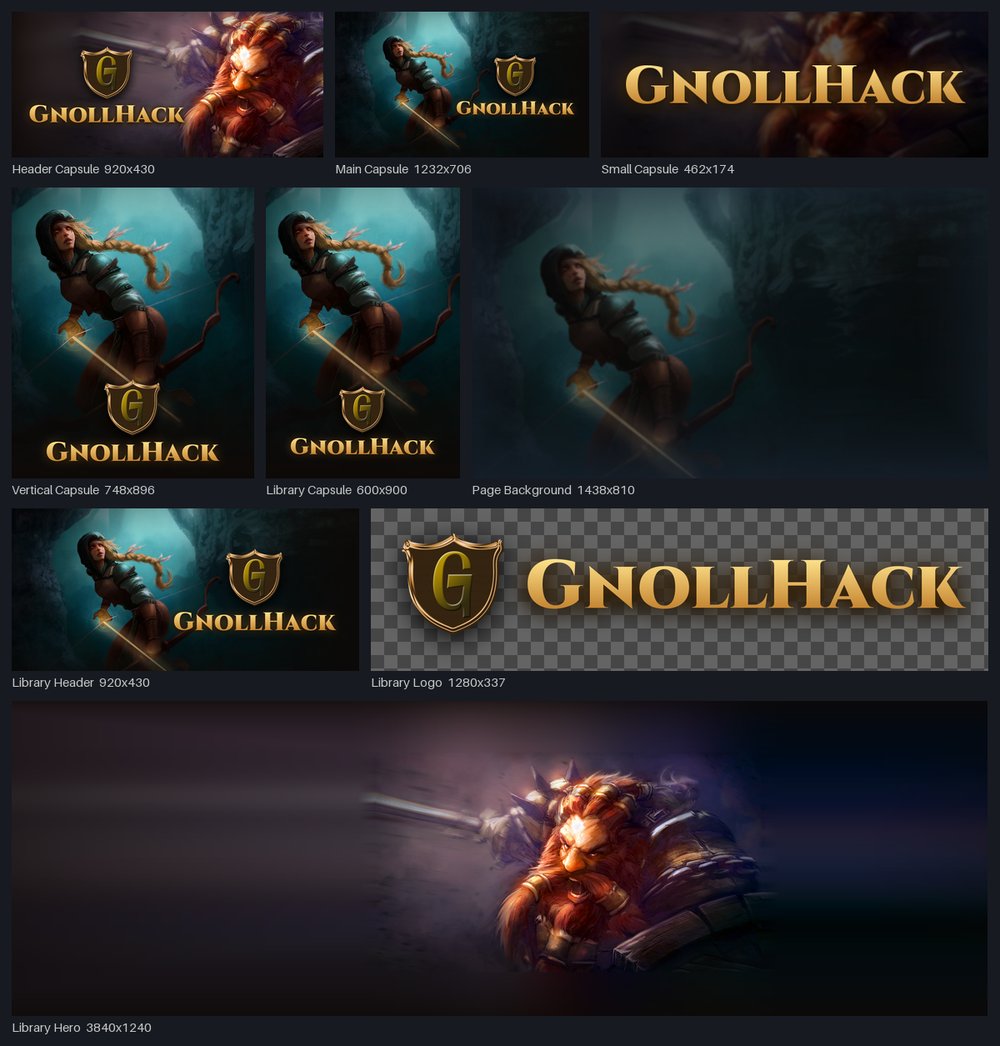 G
GnollHack
G
GnollHack
GnollHack
Header Capsule 920x430
Main Capsule 1232x706
Small Capsule 462x174
G
GnollHack
G
GnollHack
Vertical Capsule 748x896
Library Capsule 600x900
Page Background 1438x810
G
GnollHack
G
GnollHack
Library Header 920x430
Library Logo 1280x337
Library Hero 3840x1240